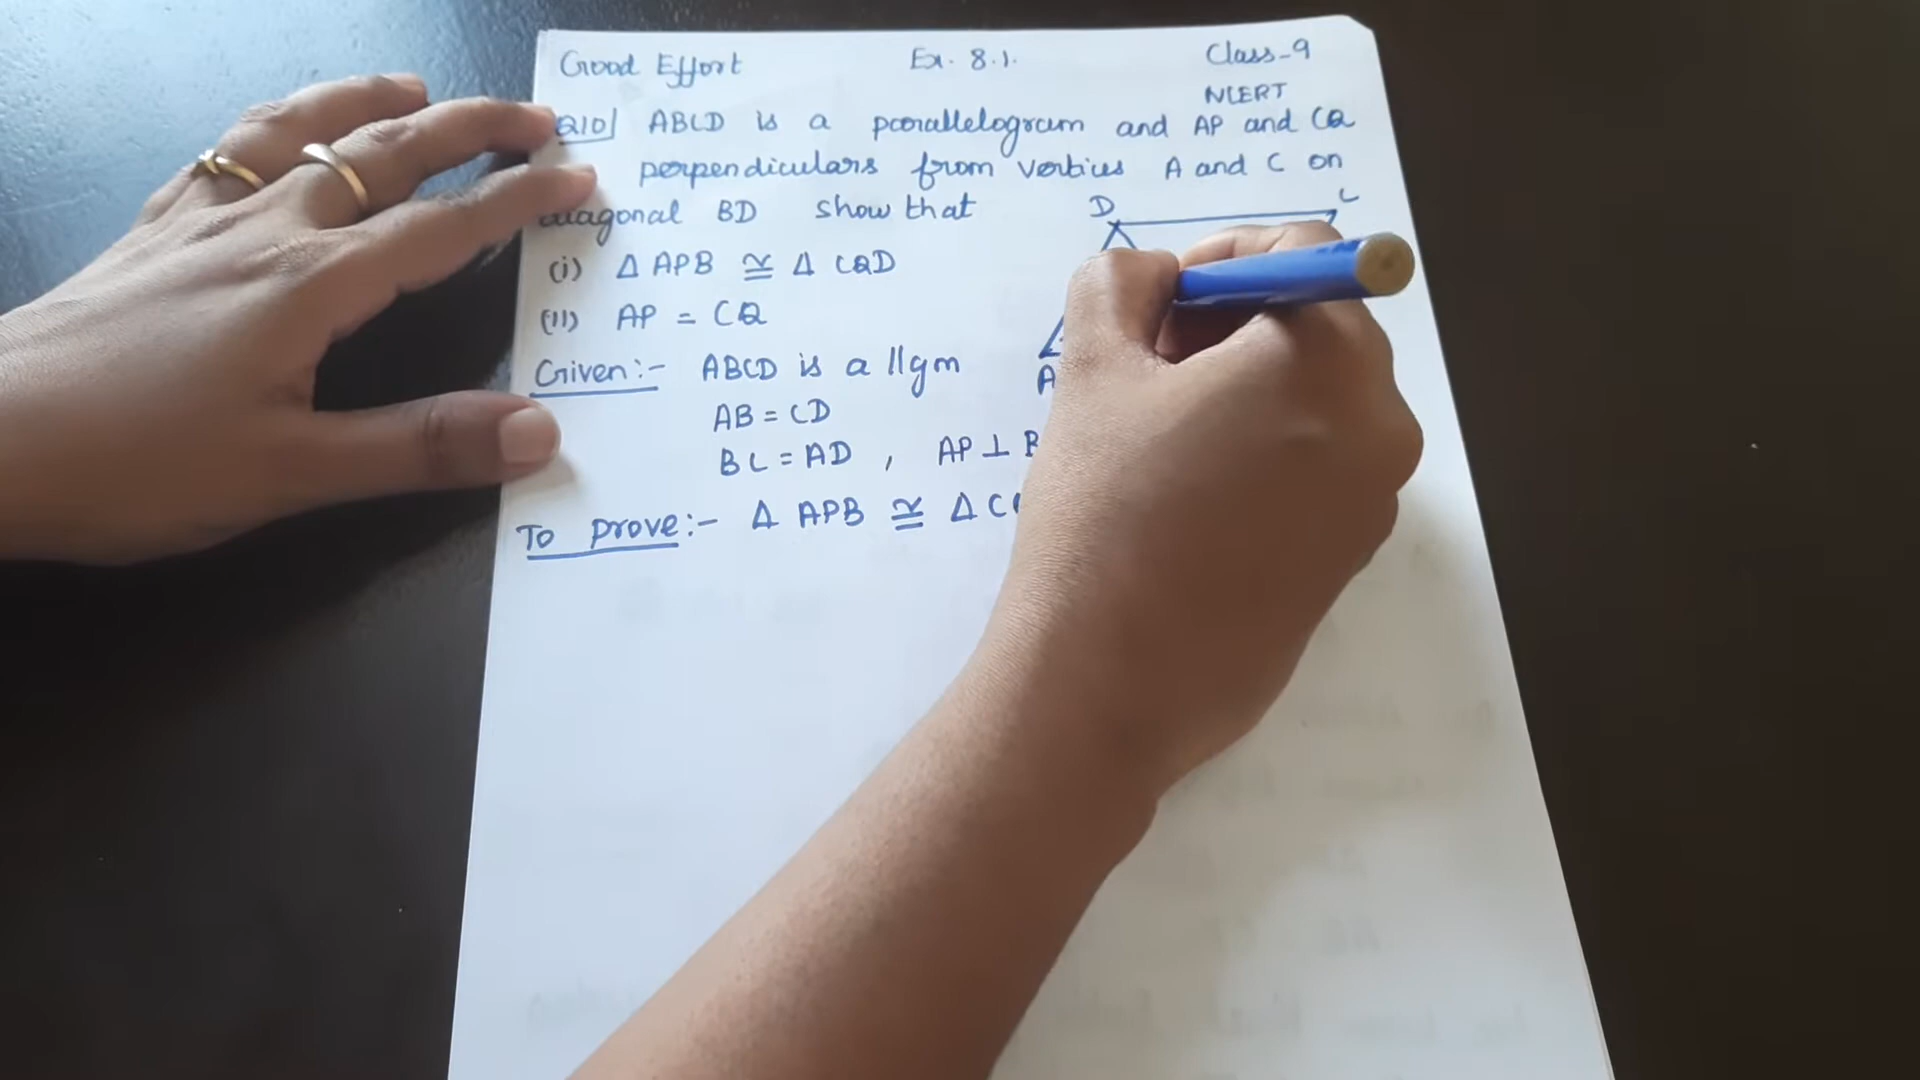 Good Effort Ex. 8.1. Class-9
NCERT
Q10 ABCD is a parallelogram and AP and CQ
perpendiculars from vertices A and C on
diagonal BD show that
(i) Δ APB ≅ Δ CQD
(ii) AP = CQ
D C
A
Given:- ABCD is a ||gm
AB = CD
BC = AD , AP ⊥ B
To prove:- Δ APB ≅ Δ C